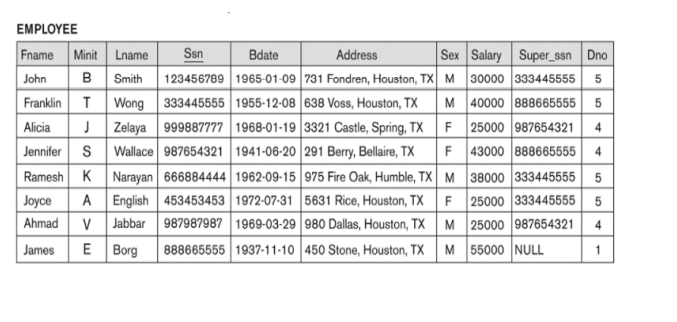 EMPLOYEE
Fname Minit Lname Ssn Bdate Address Sex Salary Super_ssn Dno
John B Smith 123456789 1965-01-09 731 Fondren, Houston, TX M 30000 333445555 5
Franklin T Wong 333445555 1955-12-08 638 Voss, Houston, TX M 40000 888665555 5
Alicia J Zelaya 999887777 1968-01-19 3321 Castle, Spring, TX F 25000 987654321 4
Jennifer S Wallace 987654321 1941-06-20 291 Berry, Bellaire, TX F 43000 888665555 4
Ramesh K Narayan 666884444 1962-09-15 975 Fire Oak, Humble, TX M 38000 333445555 5
Joyce A English 453453453 1972-07-31 5631 Rice, Houston, TX F 25000 333445555 5
Ahmad V Jabbar 987987987 1969-03-29 980 Dallas, Houston, TX M 25000 987654321 4
James E Borg 888665555 1937-11-10 450 Stone, Houston, TX M 55000 NULL 1